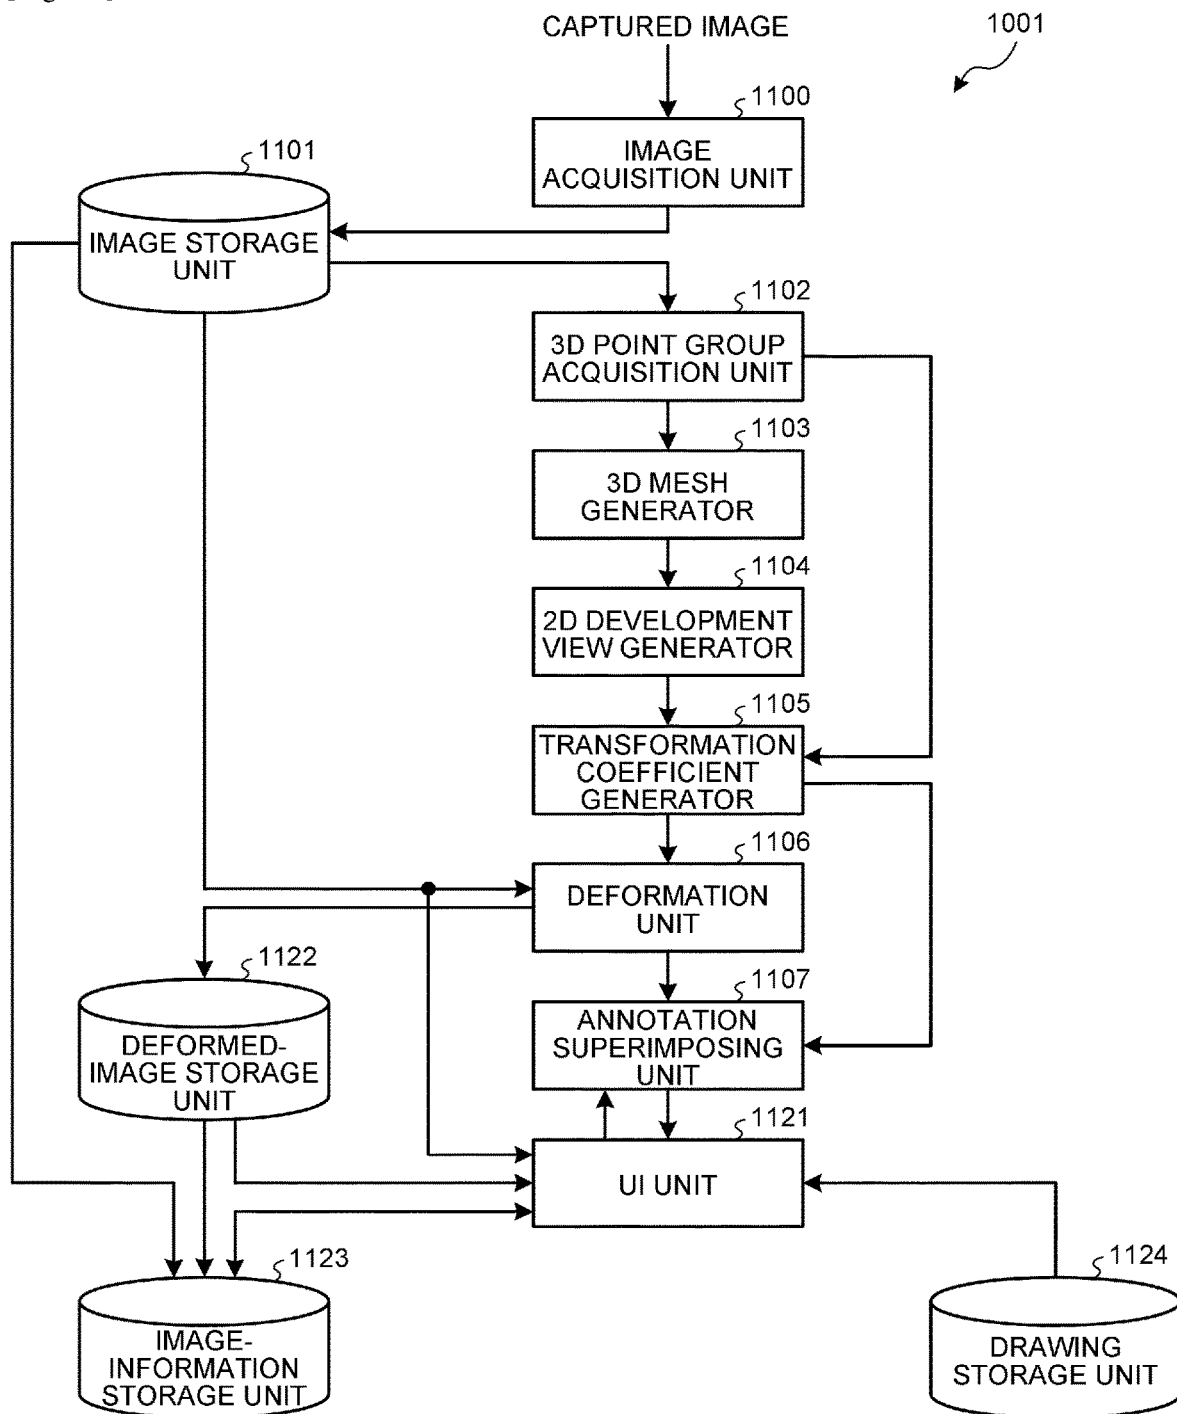 CAPTURED IMAGE
1001
1100
IMAGE
ACQUISITION UNIT
1101
IMAGE STORAGE
UNIT
1102
3D POINT GROUP
ACQUISITION UNIT
1103
3D MESH
GENERATOR
1104
2D DEVELOPMENT
VIEW GENERATOR
1105
TRANSFORMATION
COEFFICIENT
GENERATOR
1106
DEFORMATION
UNIT
1122
DEFORMED-
IMAGE STORAGE
UNIT
1107
ANNOTATION
SUPERIMPOSING
UNIT
1121
UI UNIT
1123
IMAGE-
INFORMATION
STORAGE UNIT
1124
DRAWING
STORAGE UNIT